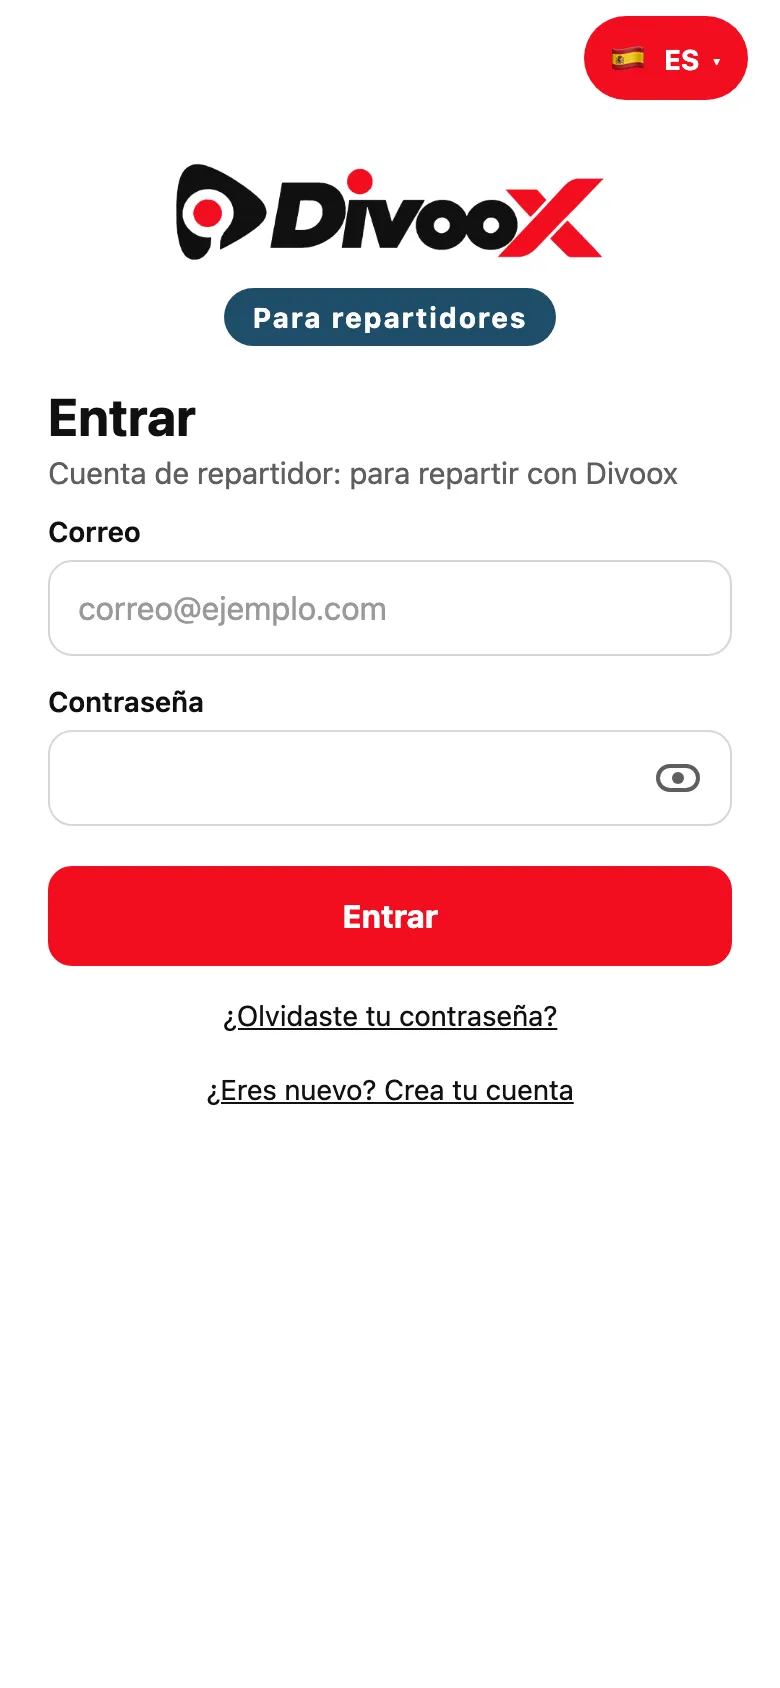 🇪🇸 ES ▾
DivooX
Para repartidores
Entrar
Cuenta de repartidor: para repartir con Divoox
Correo
correo@ejemplo.com
Contraseña
Entrar
¿Olvidaste tu contraseña?
¿Eres nuevo? Crea tu cuenta